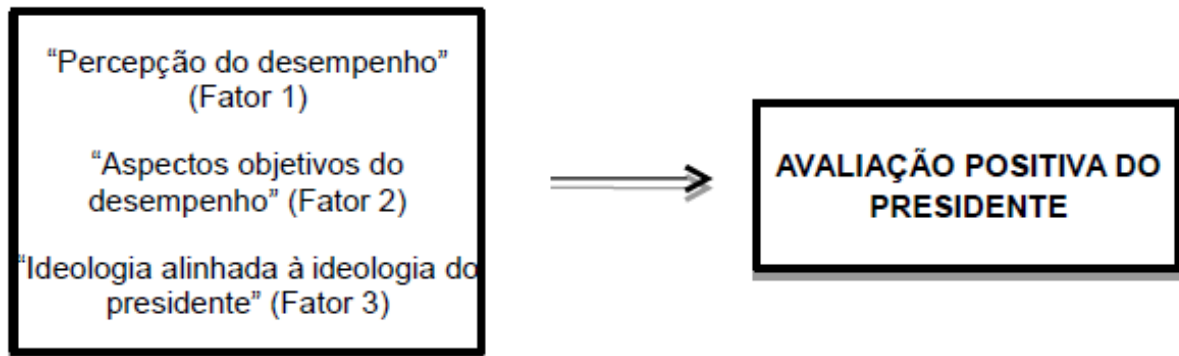 “Percepção do desempenho”
(Fator 1)
“Aspectos objetivos do
desempenho” (Fator 2)
“Ideologia alinhada à ideologia do
presidente” (Fator 3)
AVALIAÇÃO POSITIVA DO
PRESIDENTE